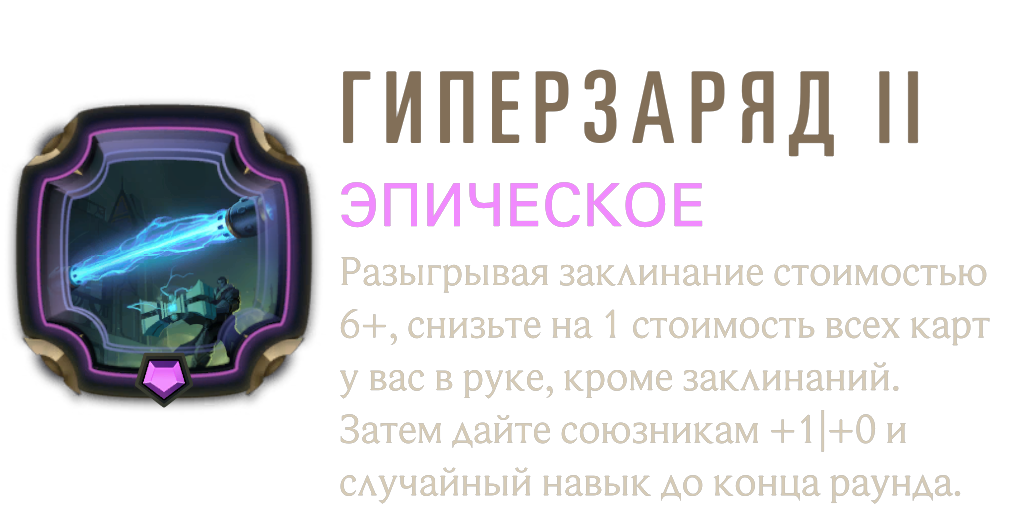 ГИПЕРЗАРЯД II
ЭПИЧЕСКОЕ
Разыгрывая заклинание стоимостью
6+, снизьте на 1 стоимость всех карт
у вас в руке, кроме заклинаний.
Затем дайте союзникам +1|+0 и
случайный навык до конца раунда.